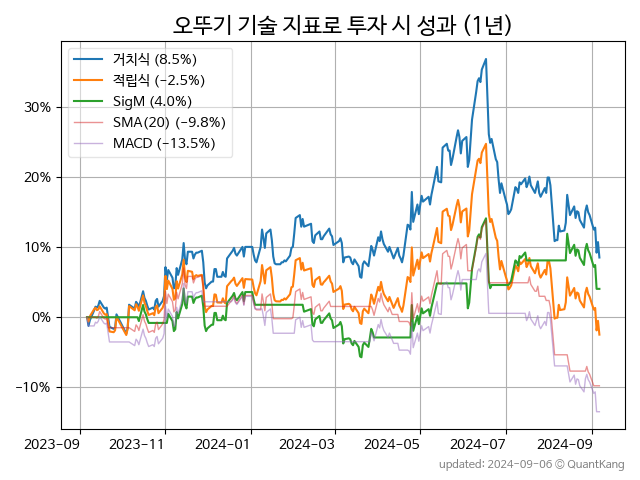 오뚜기 기술 지표로 투자 시 성과 (1년)
거치식 (8.5%)
적립식 (−2.5%)
SigM (4.0%)
SMA(20) (−9.8%)
MACD (−13.5%)
30%
20%
10%
0%
−10%
2023-09 2023-11 2024-01 2024-03 2024-05 2024-07 2024-09
updated: 2024-09-06 © QuantKang